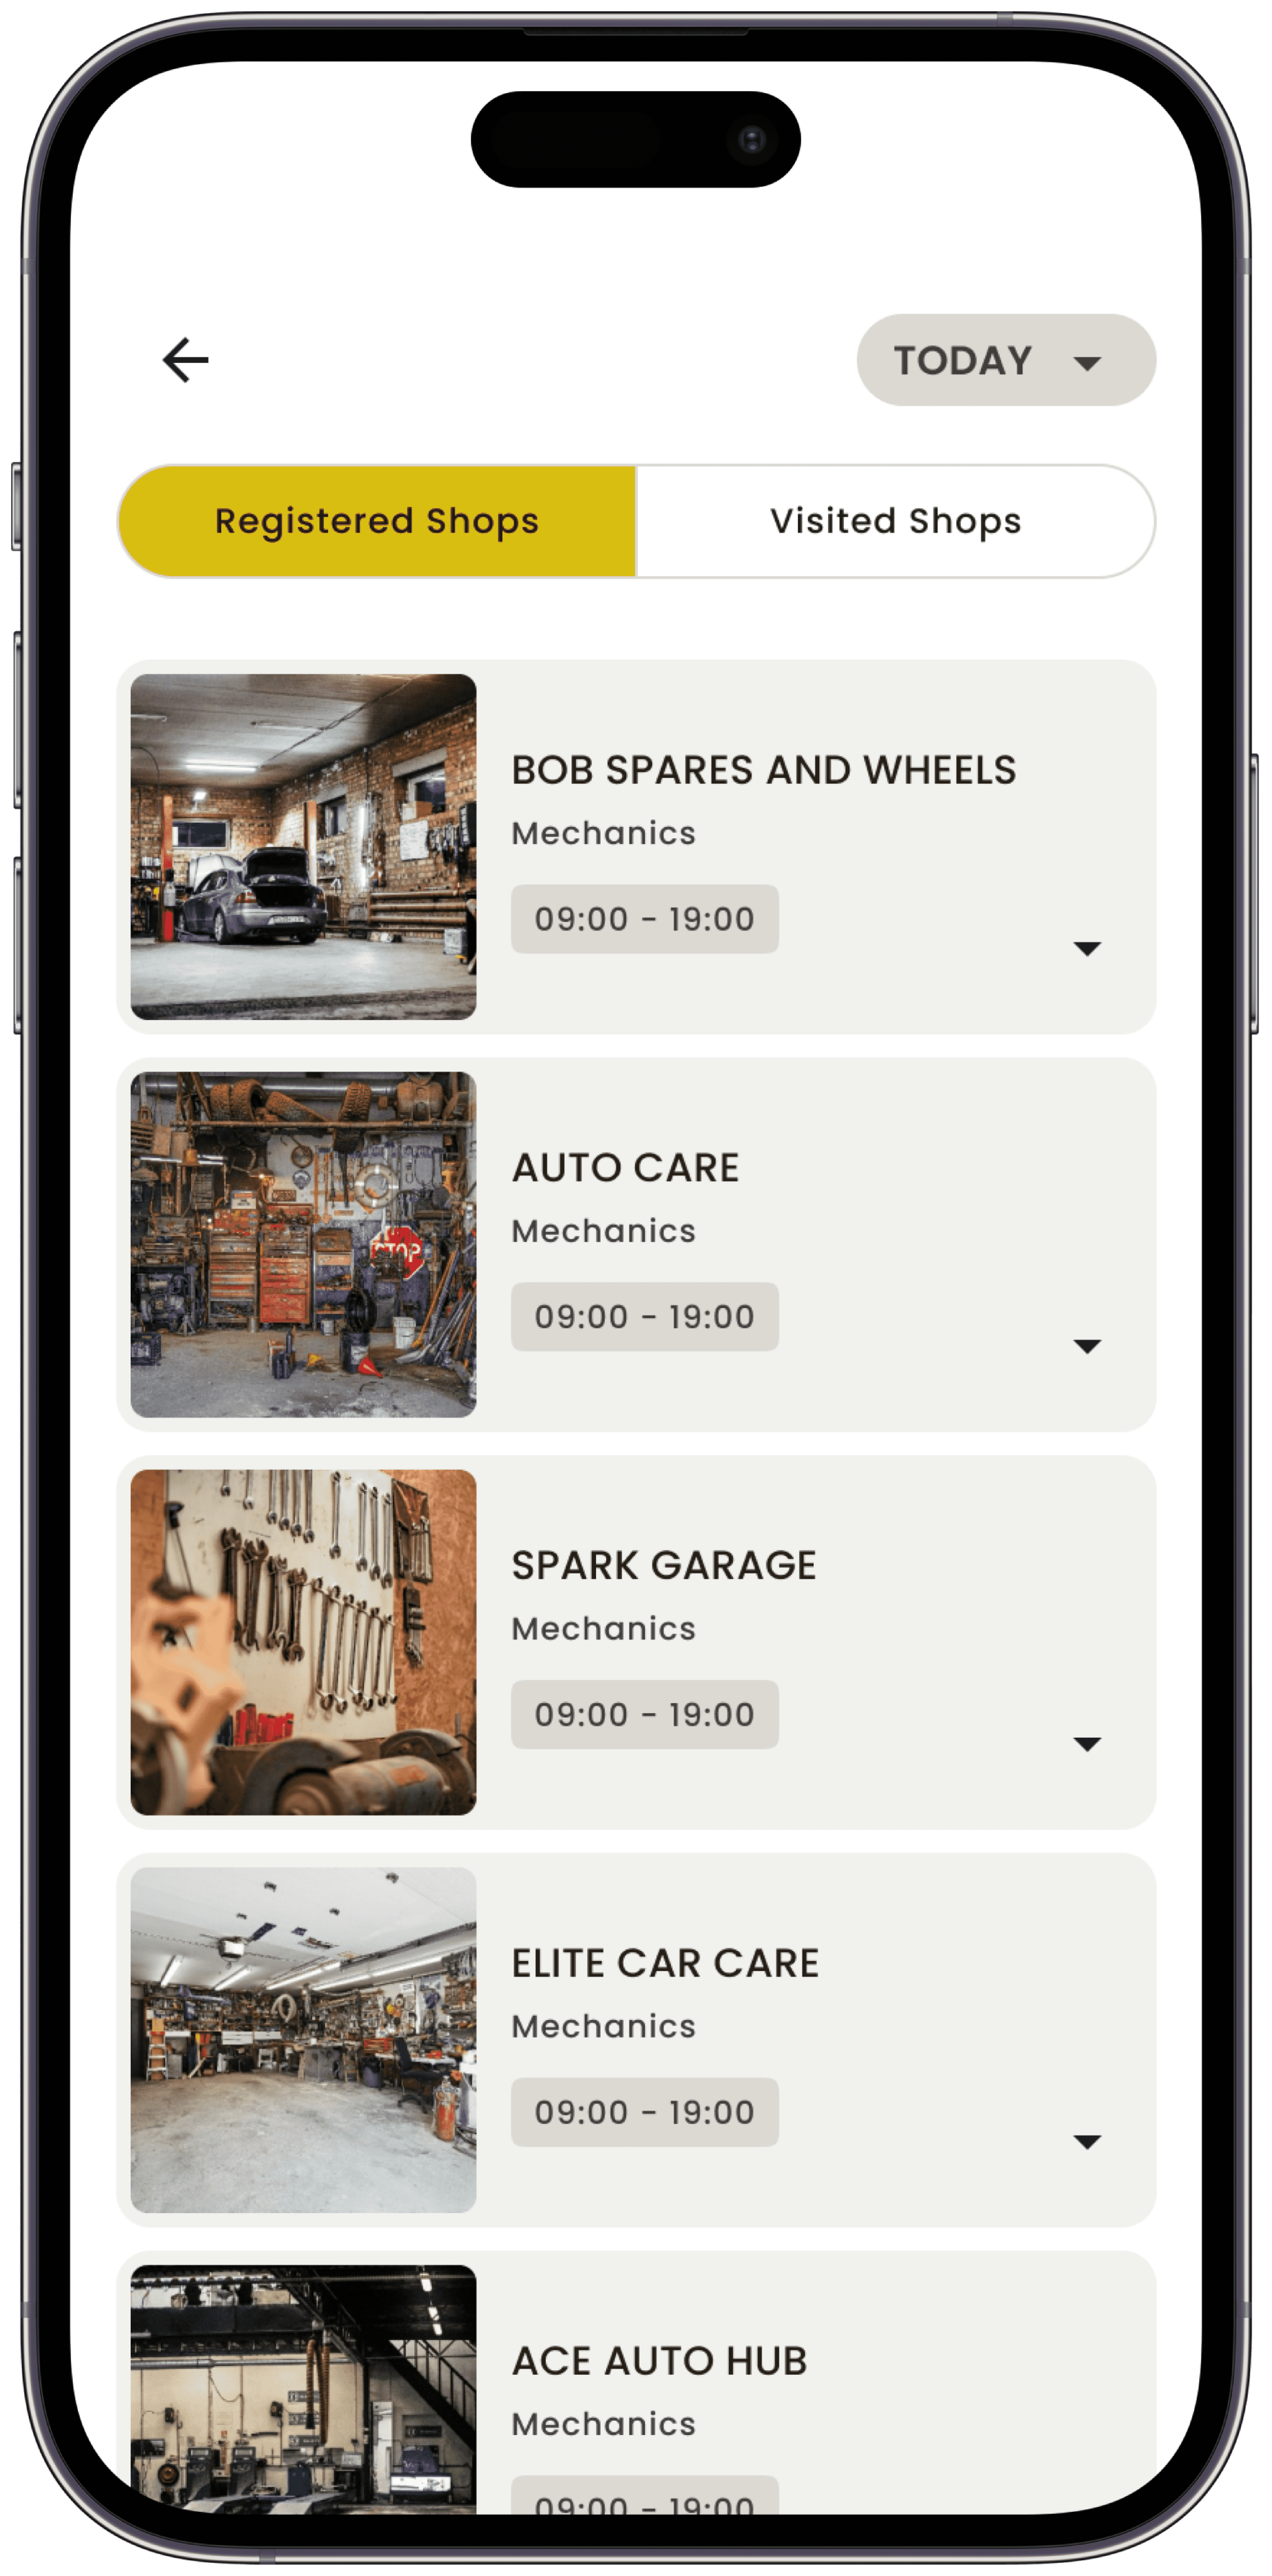 TODAY
Registered Shops
Visited Shops
BOB SPARES AND WHEELS
Mechanics
09:00 - 19:00
AUTO CARE
Mechanics
09:00 - 19:00
STOP
SPARK GARAGE
Mechanics
09:00 - 19:00
ELITE CAR CARE
Mechanics
09:00 - 19:00
ACE AUTO HUB
Mechanics
09:00 - 19:00